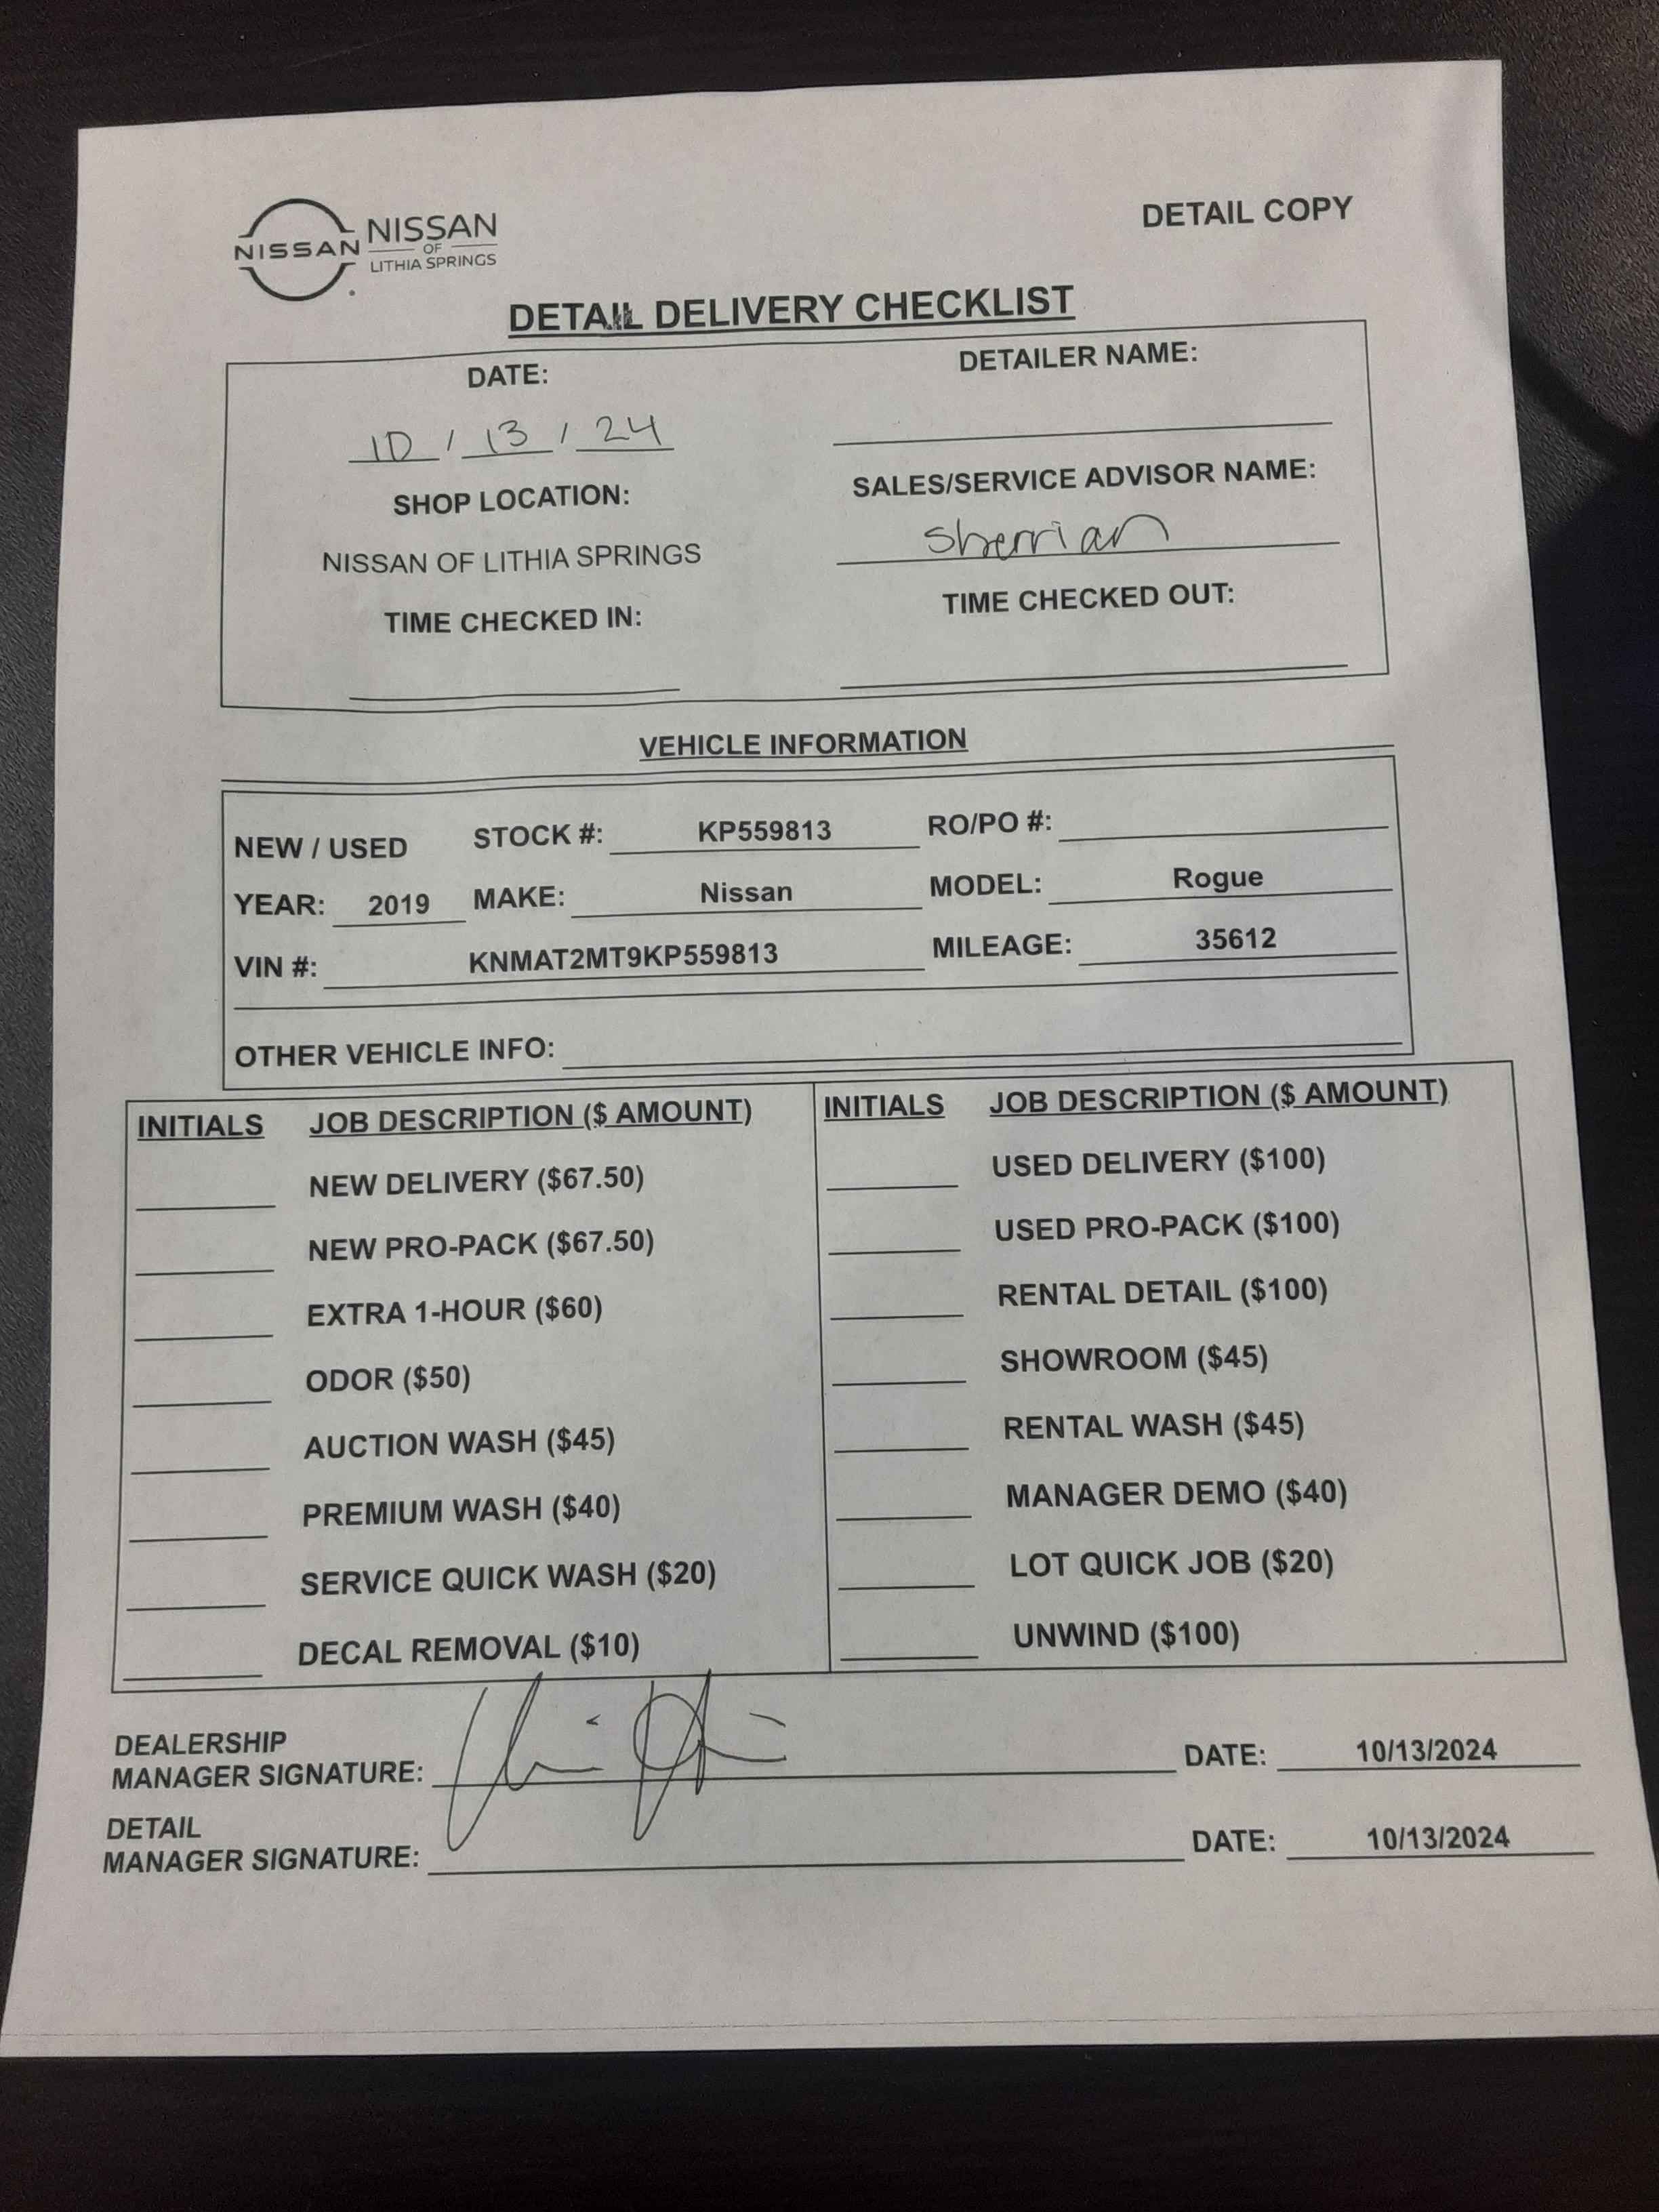 DETAIL COPY
NISSAN
NISSAN
OF
LITHIA SPRINGS
DETAIL DELIVERY CHECKLIST
DATE:
10 / 13 / 24
DETAILER NAME:
SHOP LOCATION:
NISSAN OF LITHIA SPRINGS
SALES/SERVICE ADVISOR NAME:
Sherrian
TIME CHECKED IN:
TIME CHECKED OUT:
VEHICLE INFORMATION
NEW / USED STOCK #: KP559813 RO/PO #:
YEAR: 2019 MAKE: Nissan MODEL: Rogue
VIN #: KNMAT2MT9KP559813 MILEAGE: 35612
OTHER VEHICLE INFO:
INITIALS JOB DESCRIPTION ($ AMOUNT)
NEW DELIVERY ($67.50)
NEW PRO-PACK ($67.50)
EXTRA 1-HOUR ($60)
ODOR ($50)
AUCTION WASH ($45)
PREMIUM WASH ($40)
SERVICE QUICK WASH ($20)
DECAL REMOVAL ($10)
INITIALS JOB DESCRIPTION ($ AMOUNT)
USED DELIVERY ($100)
USED PRO-PACK ($100)
RENTAL DETAIL ($100)
SHOWROOM ($45)
RENTAL WASH ($45)
MANAGER DEMO ($40)
LOT QUICK JOB ($20)
UNWIND ($100)
DEALERSHIP
MANAGER SIGNATURE: DATE: 10/13/2024
DETAIL
MANAGER SIGNATURE: DATE: 10/13/2024